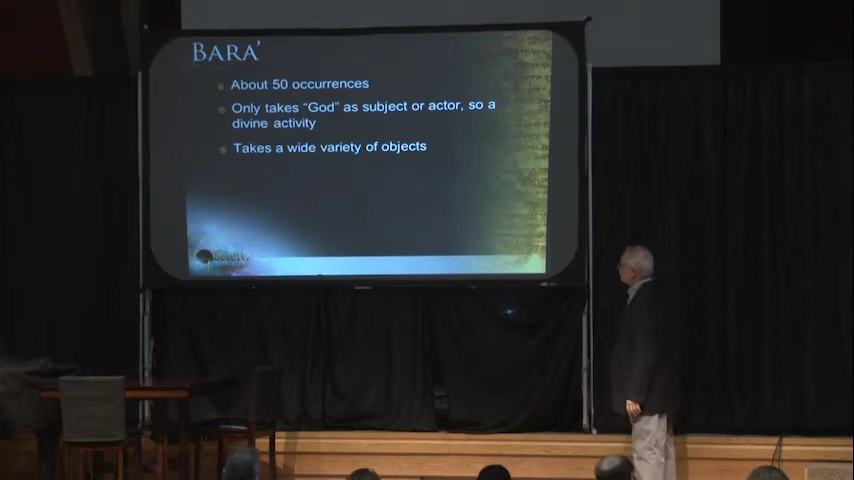 BARA'
About 50 occurrences
Only takes “God” as subject or actor, so a
divine activity
Takes a wide variety of objects